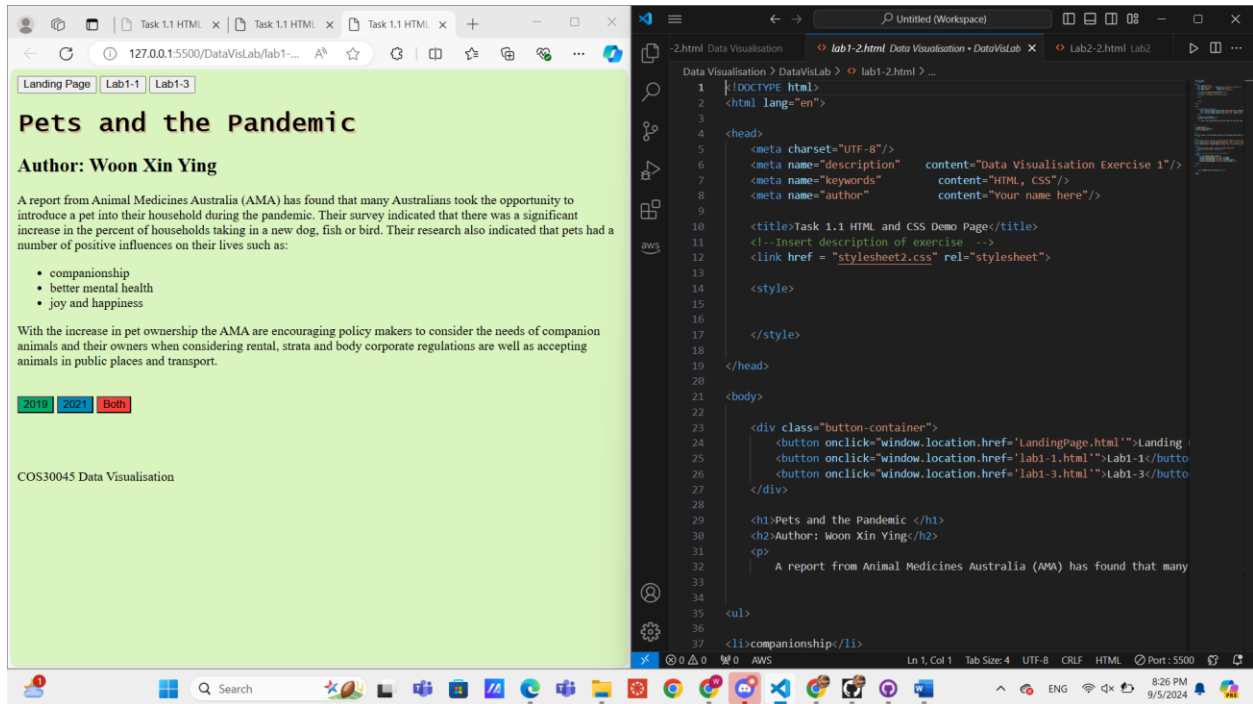 Task 1.1 HTML
Task 1.1 HTML
Task 1.1 HTML
127.0.0.1:5500/DataVisLab/lab1-...
Landing Page Lab1-1 Lab1-3
Pets and the Pandemic
Author: Woon Xin Ying
A report from Animal Medicines Australia (AMA) has found that many Australians took the opportunity to
introduce a pet into their household during the pandemic. Their survey indicated that there was a significant
increase in the percent of households taking in a new dog, fish or bird. Their research also indicated that pets had a
number of positive influences on their lives such as:
• companionship
• better mental health
• joy and happiness
With the increase in pet ownership the AMA are encouraging policy makers to consider the needs of companion
animals and their owners when considering rental, strata and body corporate regulations are well as accepting
animals in public places and transport.
2019 2021 Both
COS30045 Data Visualisation
Untitled (Workspace)
-2.html Data Visualisation lab1-2.html Data Visualisation • DataVisLab Lab2-2.html Lab2
Data Visualisation > DataVisLab > lab1-2.html > ...
aws
1 <!DOCTYPE html>
2 <html lang="en">
3
4 <head>
5 <meta charset="UTF-8"/>
6 <meta name="description" content="Data Visualisation Exercise 1"/>
7 <meta name="keywords" content="HTML, CSS"/>
8 <meta name="author" content="Your name here"/>
9
10 <title>Task 1.1 HTML and CSS Demo Page</title>
11 <!--Insert description of exercise -->
12 <link href = "stylesheet2.css" rel="stylesheet">
13
14 <style>
15
16
17 </style>
18
19 </head>
20
21 <body>
22
23 <div class="button-container">
24 <button onclick="window.location.href='LandingPage.html'">Landing
25 <button onclick="window.location.href='lab1-1.html'">Lab1-1</butto
26 <button onclick="window.location.href='lab1-3.html'">Lab1-3</butto
27 </div>
28
29 <h1>Pets and the Pandemic </h1>
30 <h2>Author: Woon Xin Ying</h2>
31 <p>
32 A report from Animal Medicines Australia (AMA) has found that many
33
34
35 <ul>
36
37 <li>companionship</li>
0 0 0 AWS Ln 1, Col 1 Tab Size: 4 UTF-8 CRLF HTML Port : 5500
Search ENG 8:26 PM
9/5/2024